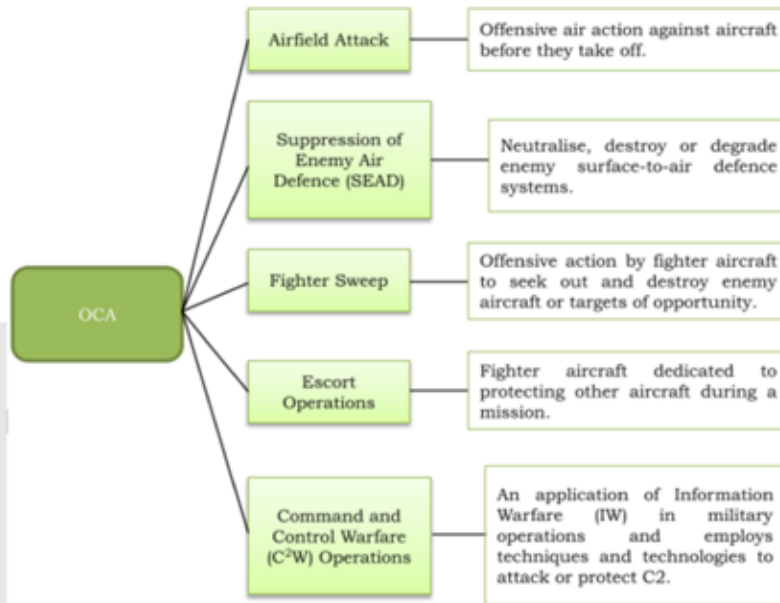 OCA
Airfield Attack
Offensive air action against aircraft
before they take off.
Suppression of
Enemy Air
Defence (SEAD)
Neutralise, destroy or degrade
enemy surface-to-air defence
systems.
Fighter Sweep
Offensive action by fighter aircraft
to seek out and destroy enemy
aircraft or targets of opportunity.
Escort
Operations
Fighter aircraft dedicated to
protecting other aircraft during a
mission.
Command and
Control Warfare
(C²W) Operations
An application of Information
Warfare (IW) in military
operations and employs
techniques and technologies to
attack or protect C2.